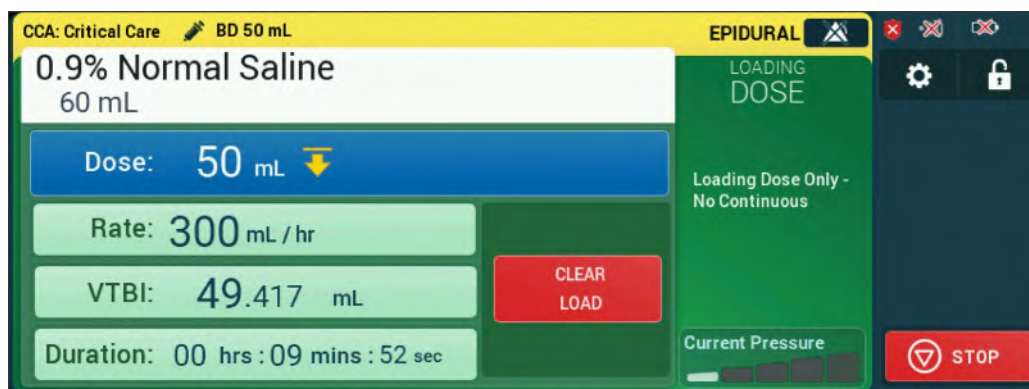 CCA: Critical Care BD 50 mL EPIDURAL
0.9% Normal Saline
60 mL
LOADING
DOSE
Dose: 50 mL
Loading Dose Only -
No Continuous
Rate: 300 mL / hr
VTBI: 49.417 mL
CLEAR
LOAD
Duration: 00 hrs : 09 mins : 52 sec
Current Pressure
STOP